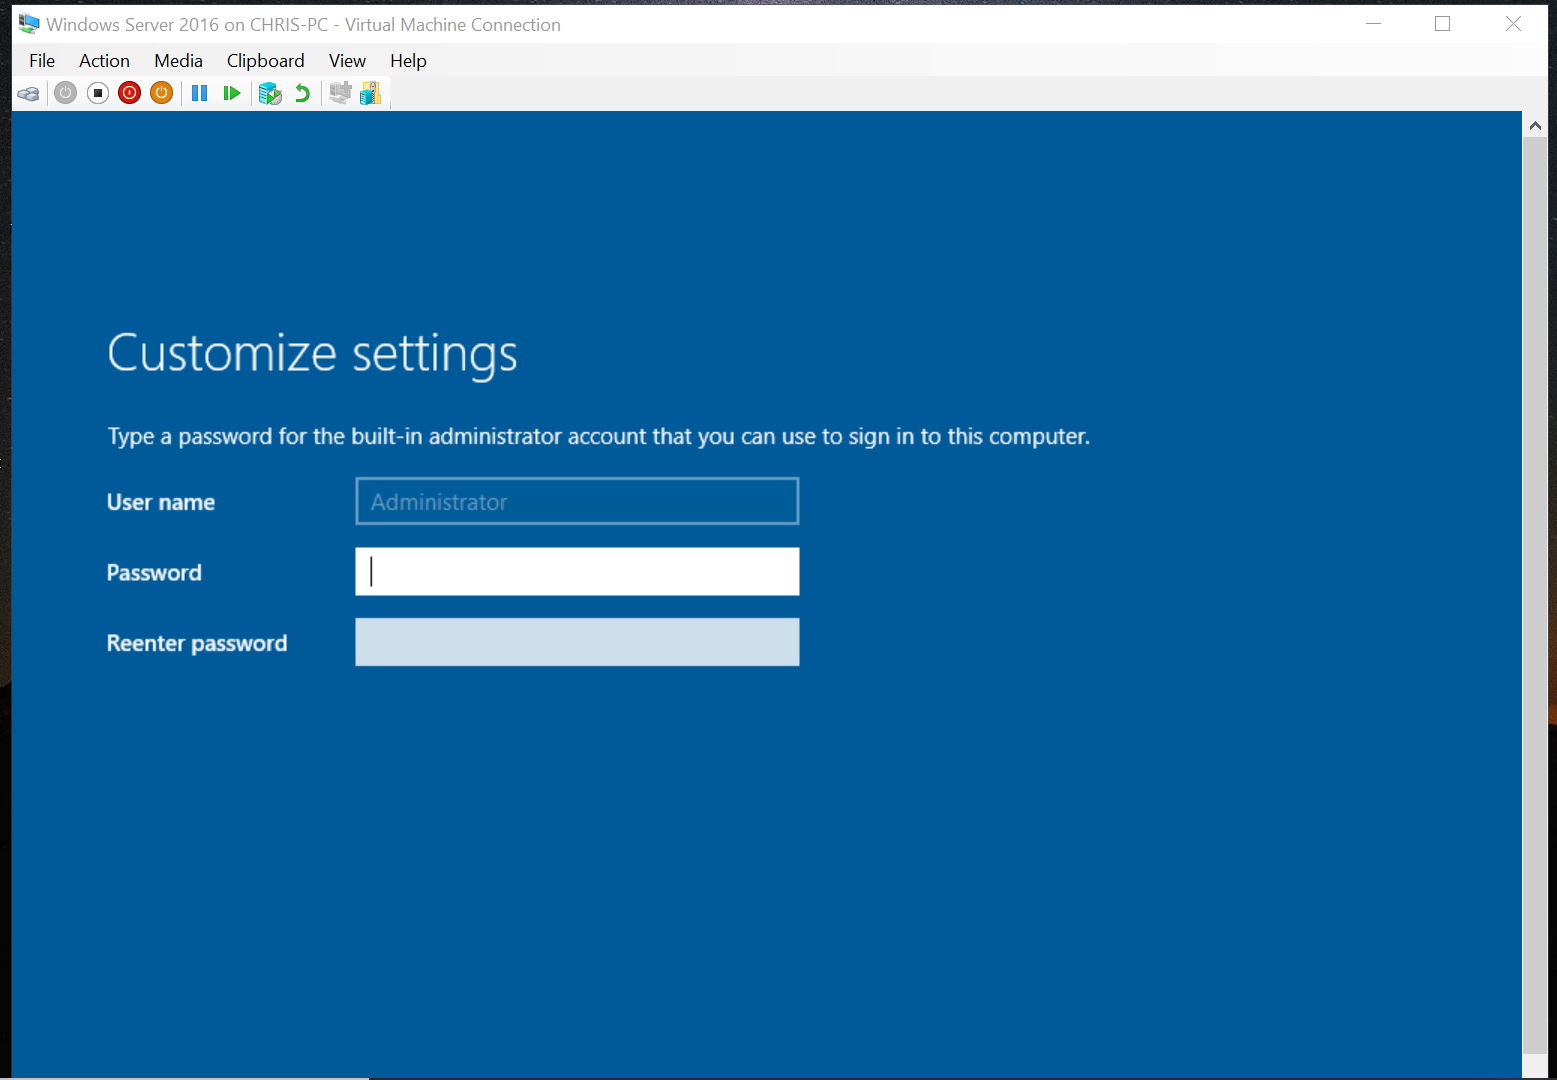 Windows Server 2016 on CHRIS-PC - Virtual Machine Connection
File Action Media Clipboard View Help
Customize settings
Type a password for the built-in administrator account that you can use to sign in to this computer.
User name Administrator
Password
Reenter password